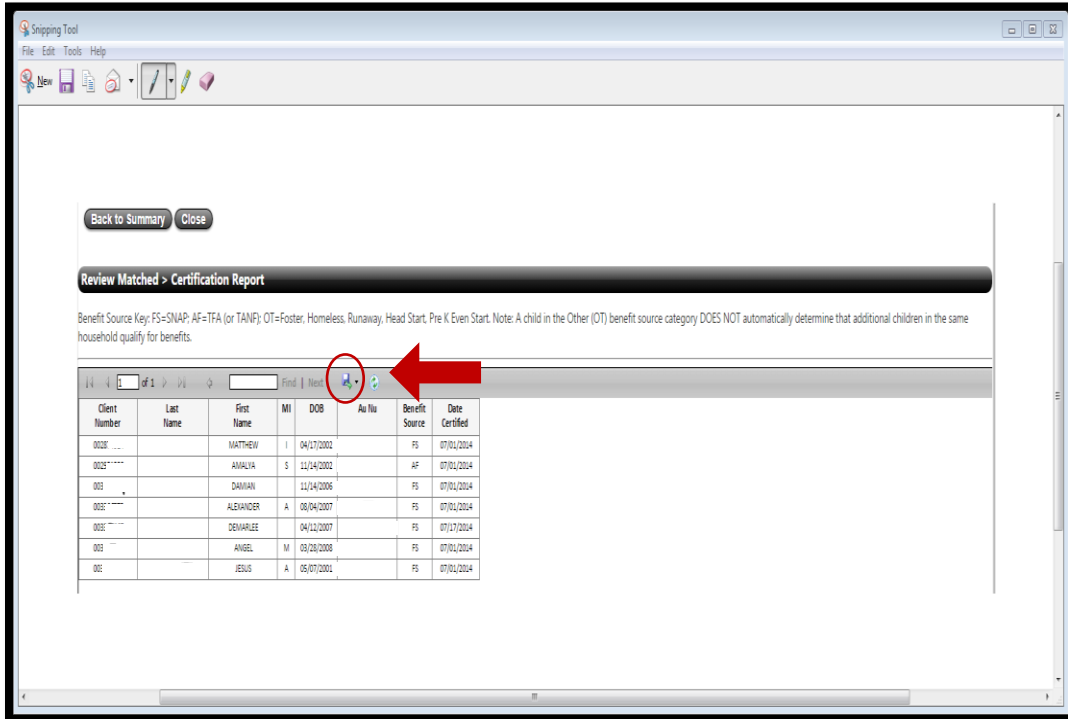 Snipping Tool
File Edit Tools Help
New
Back to Summary Close
Review Matched > Certification Report
Benefit Source Key: FS=SNAP; AF=TFA (or TANF); OT=Foster, Homeless, Runaway, Head Start, Pre K Even Start. Note: A child in the Other (OT) benefit source category DOES NOT automatically determine that additional children in the same
household qualify for benefits.
1 of 1 Find | Next
Client Number Last Name First Name MI DOB Au Nu Benefit Source Date Certified
MATTHEW I 04/17/2002 FS 07/01/2014
AMALYA S 11/14/2002 AF 07/01/2014
003 DAMIAN 11/14/2006 FS 07/01/2014
ALEXANDER A 08/04/2007 FS 07/01/2014
DEMARLEE 04/12/2007 FS 07/17/2014
003 ANGEL M 03/28/2008 FS 07/01/2014
JESUS A 05/07/2001 FS 07/01/2014